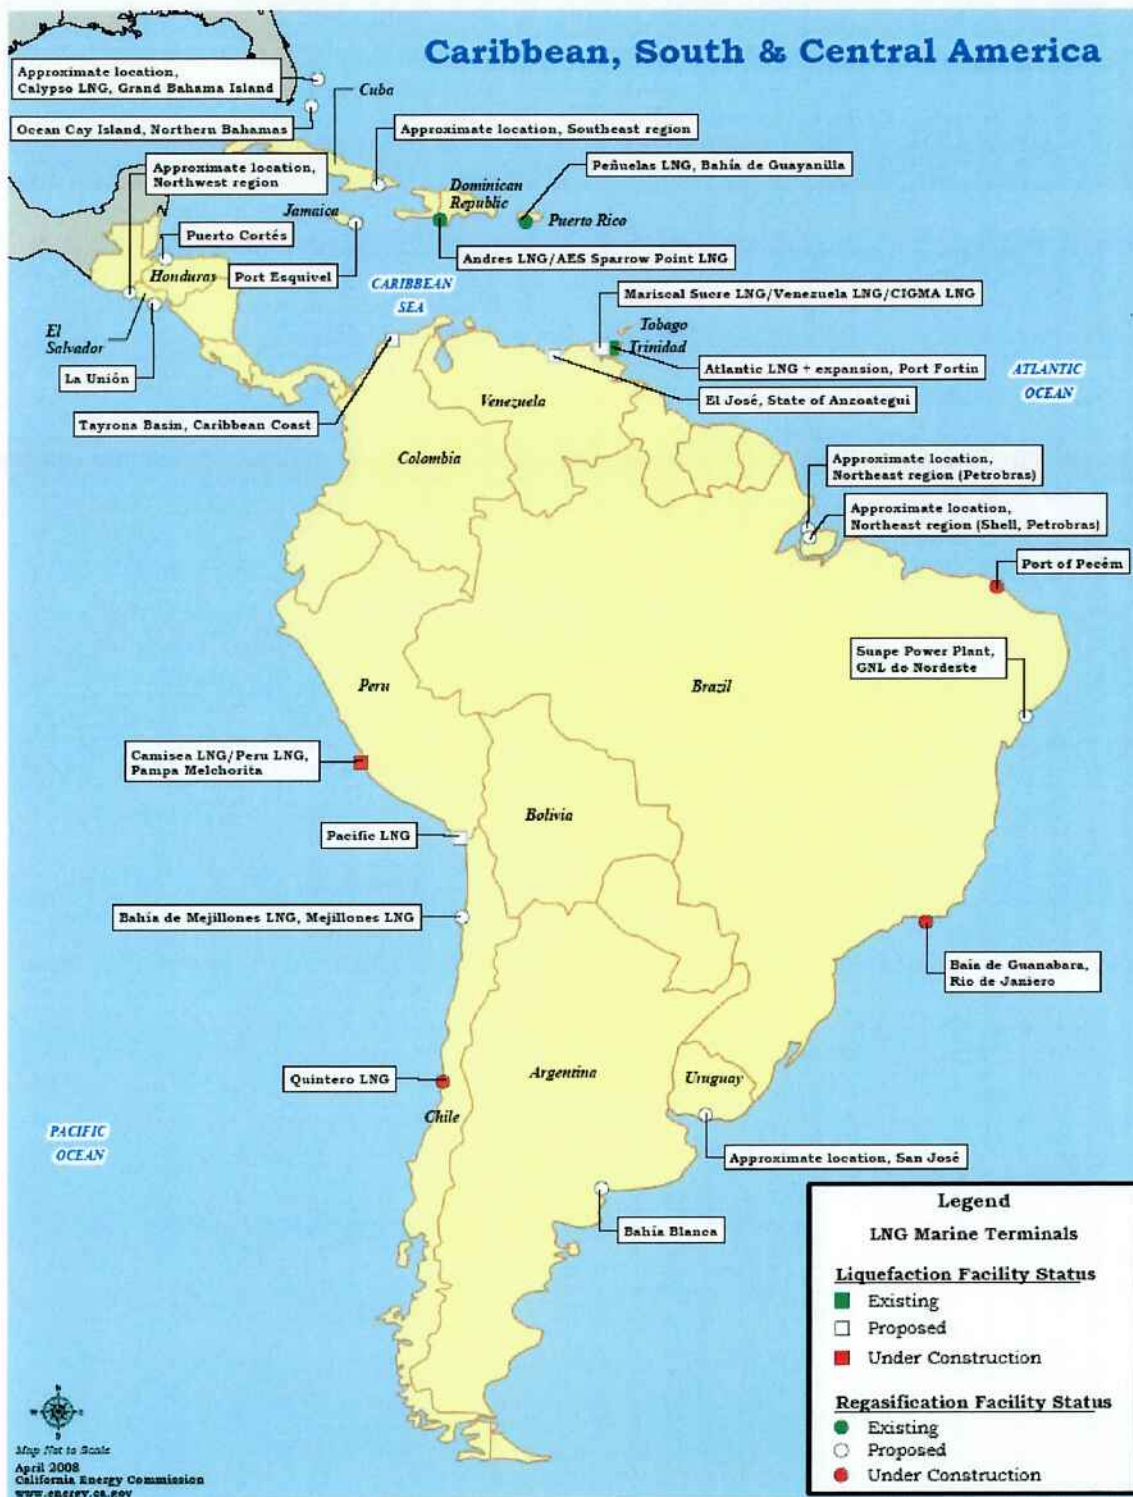 Caribbean, South & Central America
Approximate location,
Calypso LNG, Grand Bahama Island
Cuba
Ocean Cay Island, Northern Bahamas
Approximate location, Southeast region
Approximate location,
Northwest region
Peñuelas LNG, Bahía de Guayanilla
Dominican
Republic
Jamaica
Puerto Rico
Puerto Cortés
Andres LNG/AES Sparrow Point LNG
Honduras
Port Esquivel
CARIBBEAN
SEA
Mariscal Sucre LNG/Venezuela LNG/CIGMA LNG
El
Salvador
Tobago
Trinidad
La Unión
Atlantic LNG + expansion, Port Fortin
ATLANTIC
OCEAN
El José, State of Anzoategui
Venezuela
Tayrona Basin, Caribbean Coast
Colombia
Approximate location,
Northeast region (Petrobras)
Approximate location,
Northeast region (Shell, Petrobras)
Port of Pecém
Suape Power Plant,
GNL do Nordeste
Peru
Brazil
Camisea LNG/Peru LNG,
Pampa Melchorita
Bolivia
Pacific LNG
Bahía de Mejillones LNG, Mejillones LNG
Baia de Guanabara,
Rio de Janiero
Quintero LNG
Argentina
Uruguay
Chile
PACIFIC
OCEAN
Approximate location, San José
Bahía Blanca
Legend
LNG Marine Terminals
Liquefaction Facility Status
Existing
Proposed
Under Construction
Regasification Facility Status
Existing
Proposed
Under Construction
Map Not to Scale
April 2008
California Energy Commission
www.energy.ca.gov